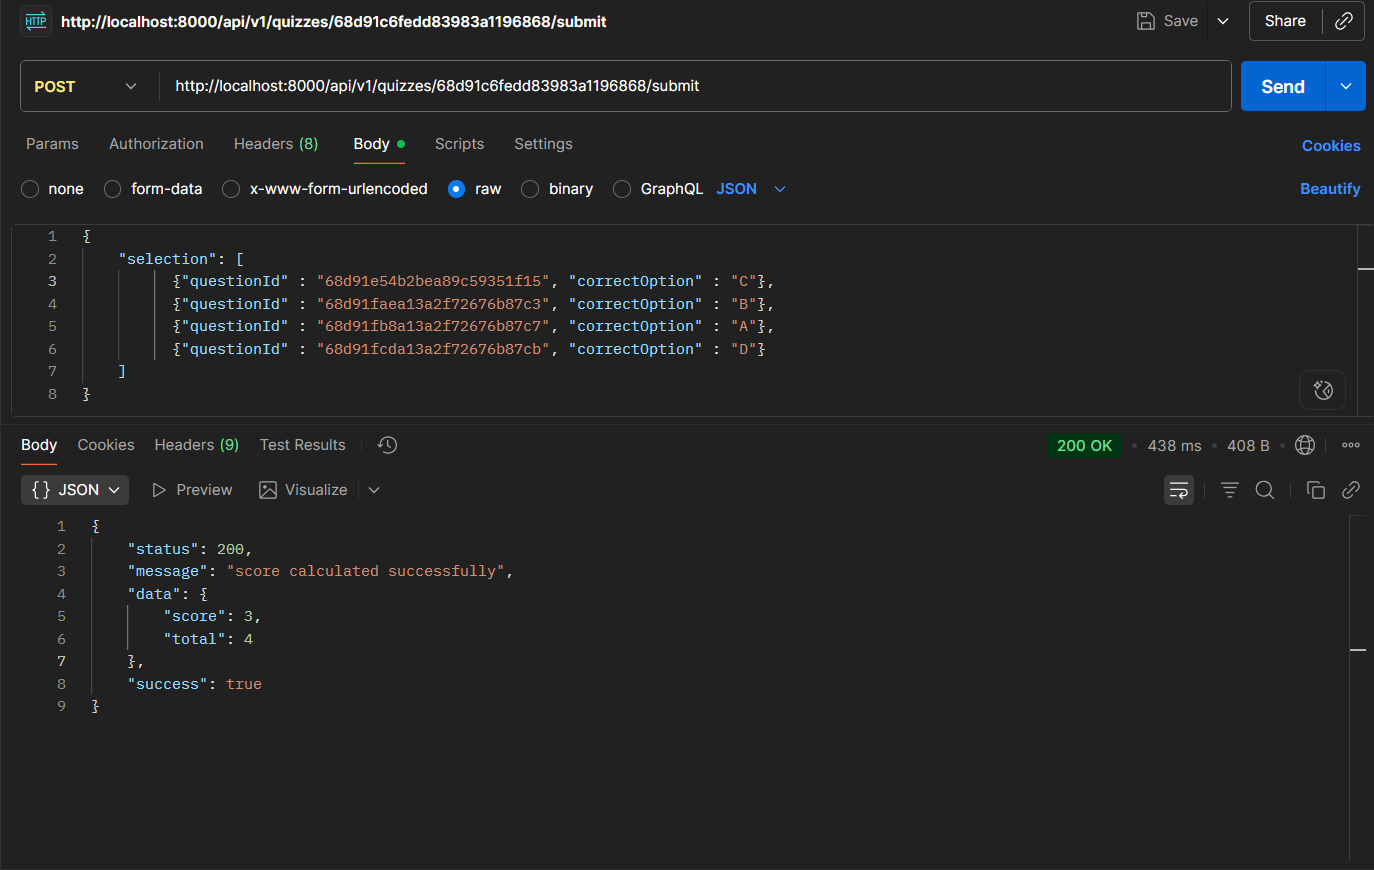 HTTP http://localhost:8000/api/v1/quizzes/68d91c6fedd83983a1196868/submit Save Share
POST http://localhost:8000/api/v1/quizzes/68d91c6fedd83983a1196868/submit Send
Params Authorization Headers (8) Body Scripts Settings Cookies
none form-data x-www-form-urlencoded raw binary GraphQL JSON Beautify
1 {
2 "selection": [
3 {"questionId" : "68d91e54b2bea89c59351f15", "correctOption" : "C"},
4 {"questionId" : "68d91faea13a2f72676b87c3", "correctOption" : "B"},
5 {"questionId" : "68d91fb8a13a2f72676b87c7", "correctOption" : "A"},
6 {"questionId" : "68d91fcda13a2f72676b87cb", "correctOption" : "D"}
7 ]
8 }
Body Cookies Headers (9) Test Results 200 OK 438 ms 408 B
{} JSON Preview Visualize
1 {
2 "status": 200,
3 "message": "score calculated successfully",
4 "data": {
5 "score": 3,
6 "total": 4
7 },
8 "success": true
9 }